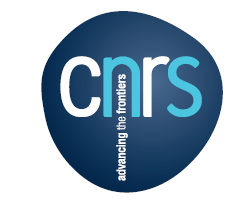 cnrs
advancing the frontiers